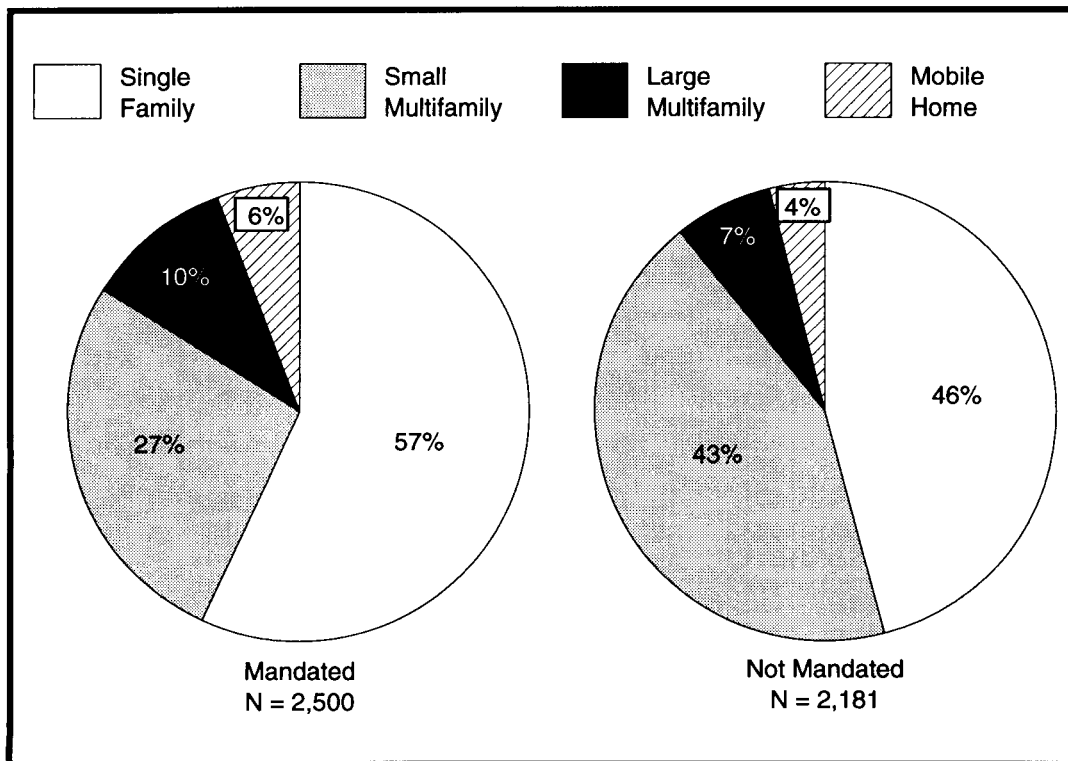 Single
Family
Small
Multifamily
Large
Multifamily
Mobile
Home
6%
10%
27%
57%
Mandated
N = 2,500
4%
7%
43%
46%
Not Mandated
N = 2,181